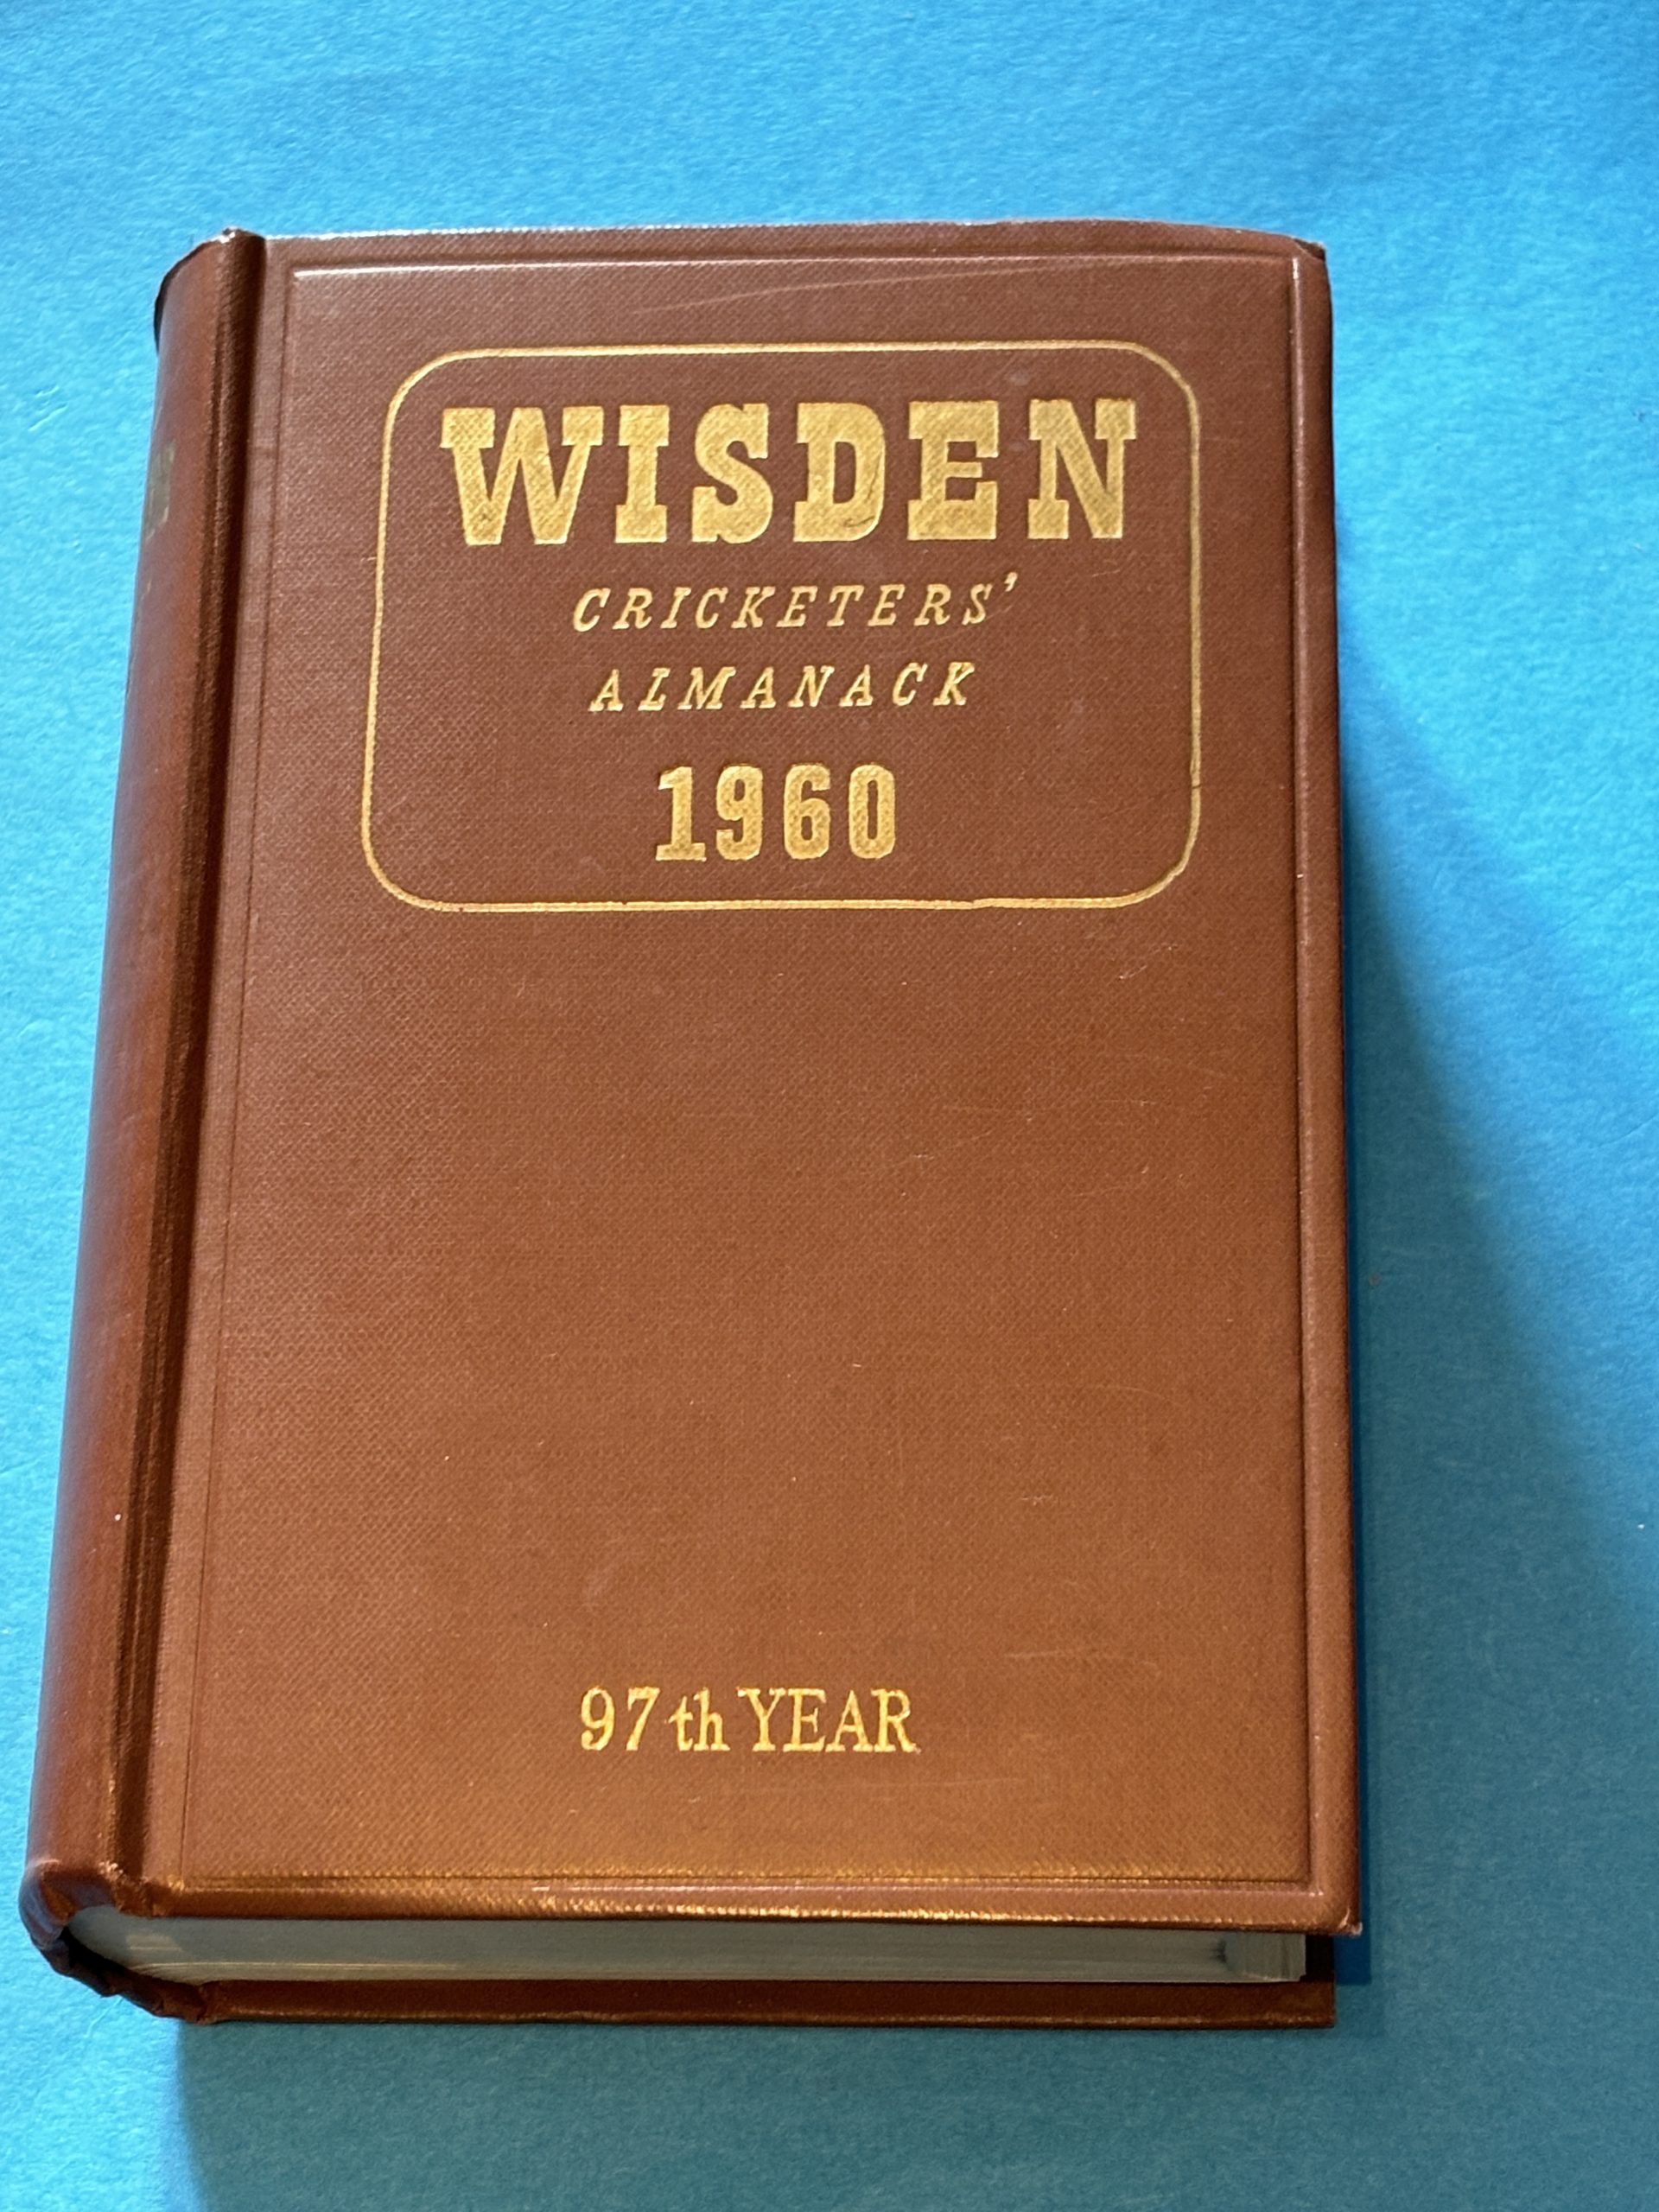 WISDEN
CRICKETERS'
ALMANACK
1960
97th YEAR